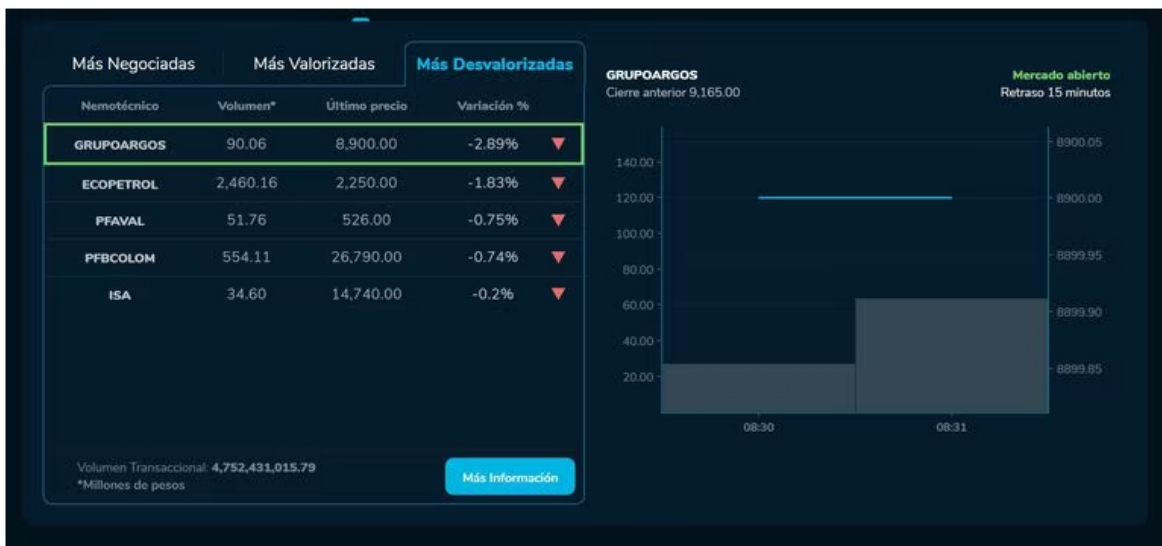 Más Negociadas Más Valorizadas Más Desvalorizadas
Nemotécnico Volumen* Último precio Variación %
GRUPOARGOS 90.06 8,900.00 -2.89% ▼
ECOPETROL 2,460.16 2,250.00 -1.83% ▼
PFAVAL 51.76 526.00 -0.75% ▼
PFBCOLOM 554.11 26,790.00 -0.74% ▼
ISA 34.60 14,740.00 -0.2% ▼
Volumen Transaccional: 4,752,431,015.79
*Millones de pesos
Más Información
GRUPOARGOS Mercado abierto
Cierre anterior 9,165.00 Retraso 15 minutos
140.00 8900.05
120.00 8900.00
100.00
80.00 8899.95
60.00 8899.90
40.00
20.00 8899.85
08:30 08:31